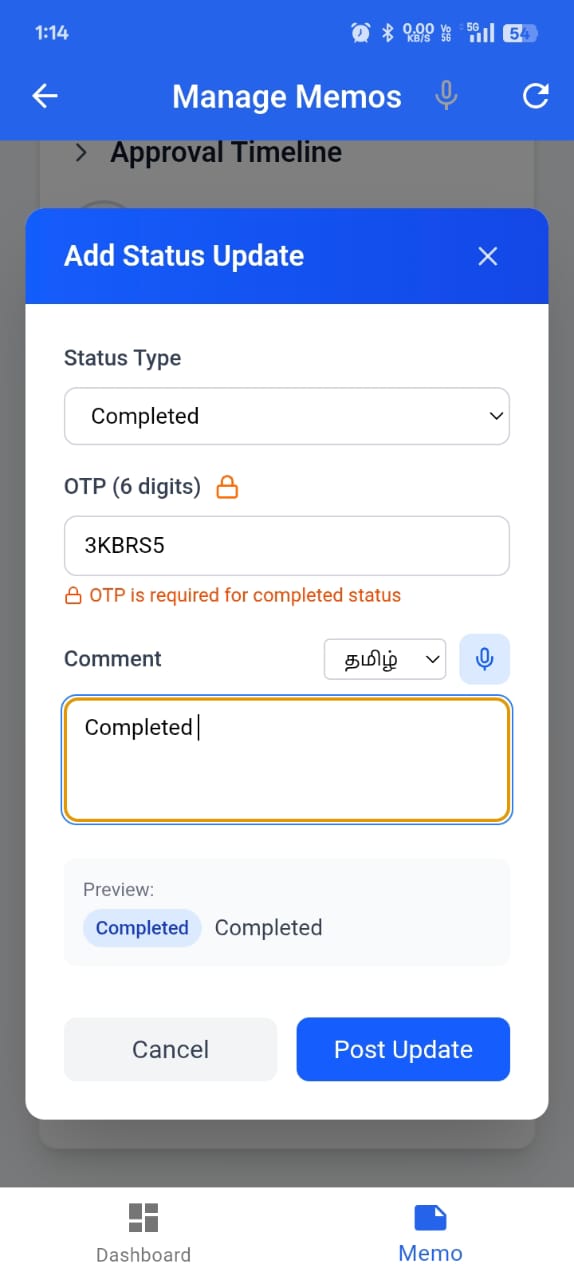 1:14
0.00 KB/S Vo 5G 5G 54
Manage Memos
Approval Timeline
Add Status Update
Status Type
Completed
OTP (6 digits)
3KBRS5
OTP is required for completed status
Comment தமிழ்
Completed
Preview:
Completed Completed
Cancel Post Update
Dashboard Memo